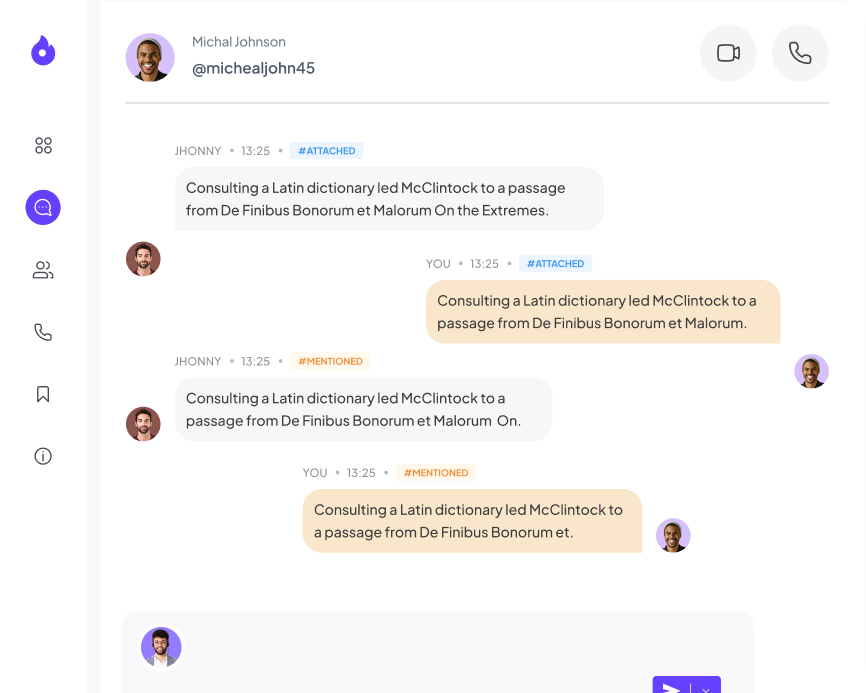 Michal Johnson
@michealjohn45
JHONNY • 13:25 • #ATTACHED
Consulting a Latin dictionary led McClintock to a passage
from De Finibus Bonorum et Malorum On the Extremes.
YOU • 13:25 • #ATTACHED
Consulting a Latin dictionary led McClintock to a
passage from De Finibus Bonorum et Malorum.
JHONNY • 13:25 • #MENTIONED
Consulting a Latin dictionary led McClintock to a
passage from De Finibus Bonorum et Malorum  On.
YOU • 13:25 • #MENTIONED
Consulting a Latin dictionary led McClintock to
a passage from De Finibus Bonorum et.